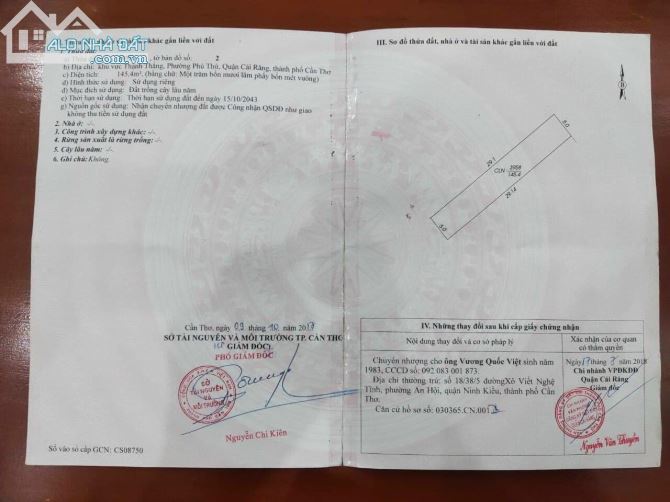 ALO NHÀ ĐẤT
khác gắn liền với đất
1. Thửa đất:
tờ bản đồ số: 2
b) Địa chỉ: khu vực Thạnh Thắng, Phường Phú Thứ, Quận Cái Răng, thành phố Cần Thơ
c) Diện tích: 145.4m², (bằng chữ: Một trăm bốn mươi lăm phẩy bốn mét vuông)
d) Hình thức sử dụng: Sử dụng riêng
đ) Mục đích sử dụng: Đất trồng cây lâu năm
e) Thời hạn sử dụng: Thời hạn sử dụng đất đến ngày 15/10/2043
g) Nguồn gốc sử dụng: Nhận chuyển nhượng đất được Công nhận QSDĐ như giao
không thu tiền sử dụng đất
2. Nhà ở: -/-.
3. Công trình xây dựng khác: -/-.
4. Rừng sản xuất là rừng trồng: -/-.
5. Cây lâu năm: -/-.
6. Ghi chú: Không.
Cần Thơ, ngày 09 tháng 10 năm 2017
SỞ TÀI NGUYÊN VÀ MÔI TRƯỜNG TP. CẦN THƠ
GIÁM ĐỐC
PHÓ GIÁM ĐỐC
SỞ
TÀI NGUYÊN
VÀ
MÔI TRƯỜNG
Nguyễn Chí Kiên
Số vào sổ cấp GCN: CS08750
III. Sơ đồ thửa đất, nhà ở và tài sản khác gắn liền với đất
5.0
29.1
CLN 3958
145.4
29.14
5.0
IV. Những thay đổi sau khi cấp giấy chứng nhận
Nội dung thay đổi và cơ sở pháp lý
Xác nhận của cơ quan
có thẩm quyền
Chuyển nhượng cho ông Vương Quốc Việt sinh năm
1983, CCCD số: 092 083 001 873.
Địa chỉ thường trú: số 18/38/5 đườngXô Viết Nghệ
Tĩnh, phường An Hội, quận Ninh Kiều, thành phố Cần
Thơ.
Căn cứ hồ sơ số: 030365.CN.001
Ngày tháng 8 năm 2018
Chi nhánh VPĐKĐĐ
Quận Cái Răng
Giám đốc
Nguyễn Văn Thuyền